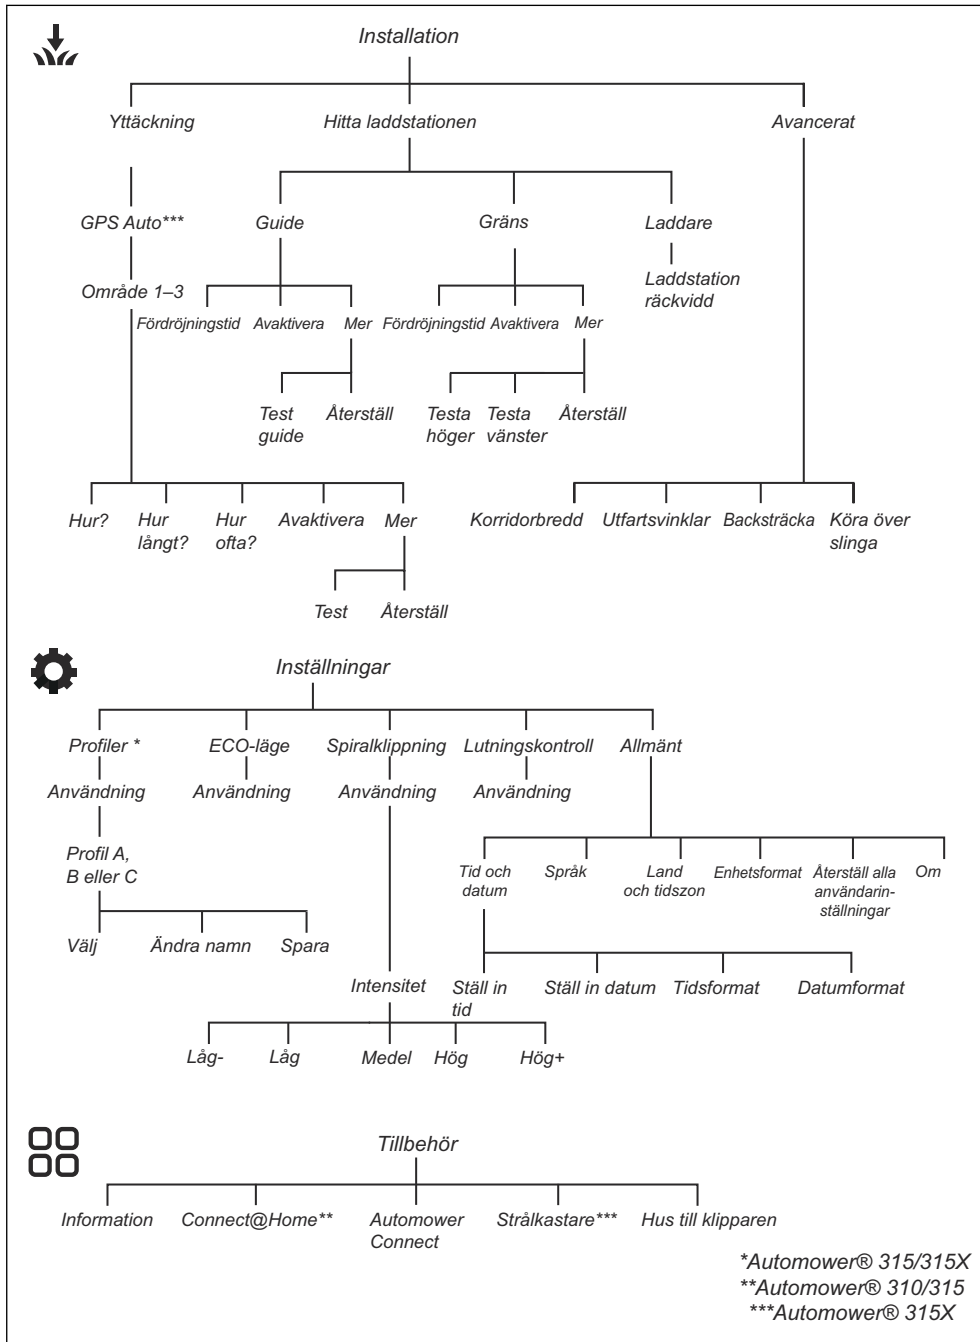 Installation
Yttäckning
Hitta laddstationen
Avancerat
GPS Auto***
Guide
Gräns
Laddare
Område 1–3
Laddstation
räckvidd
Fördröjningstid
Avaktivera
Mer
Fördröjningstid
Avaktivera
Mer
Test
guide
Återställ
Testa
höger
Testa
vänster
Återställ
Hur?
Hur
långt?
Hur
ofta?
Avaktivera
Mer
Korridorbredd
Utfartsvinklar
Backsträcka
Köra över
slinga
Test
Återställ
Inställningar
Profiler *
ECO-läge
Spiralklippning
Lutningskontroll
Allmänt
Användning
Användning
Användning
Användning
Profil A,
B eller C
Tid och
datum
Språk
Land
och tidszon
Enhetsformat
Återställ alla
användarin-
ställningar
Om
Välj
Ändra namn
Spara
Intensitet
Ställ in
tid
Ställ in datum
Tidsformat
Datumformat
Låg-
Låg
Medel
Hög
Hög+
Tillbehör
Information
Connect@Home**
Automower
Connect
Strålkastare***
Hus till klipparen
*Automower® 315/315X
**Automower® 310/315
***Automower® 315X